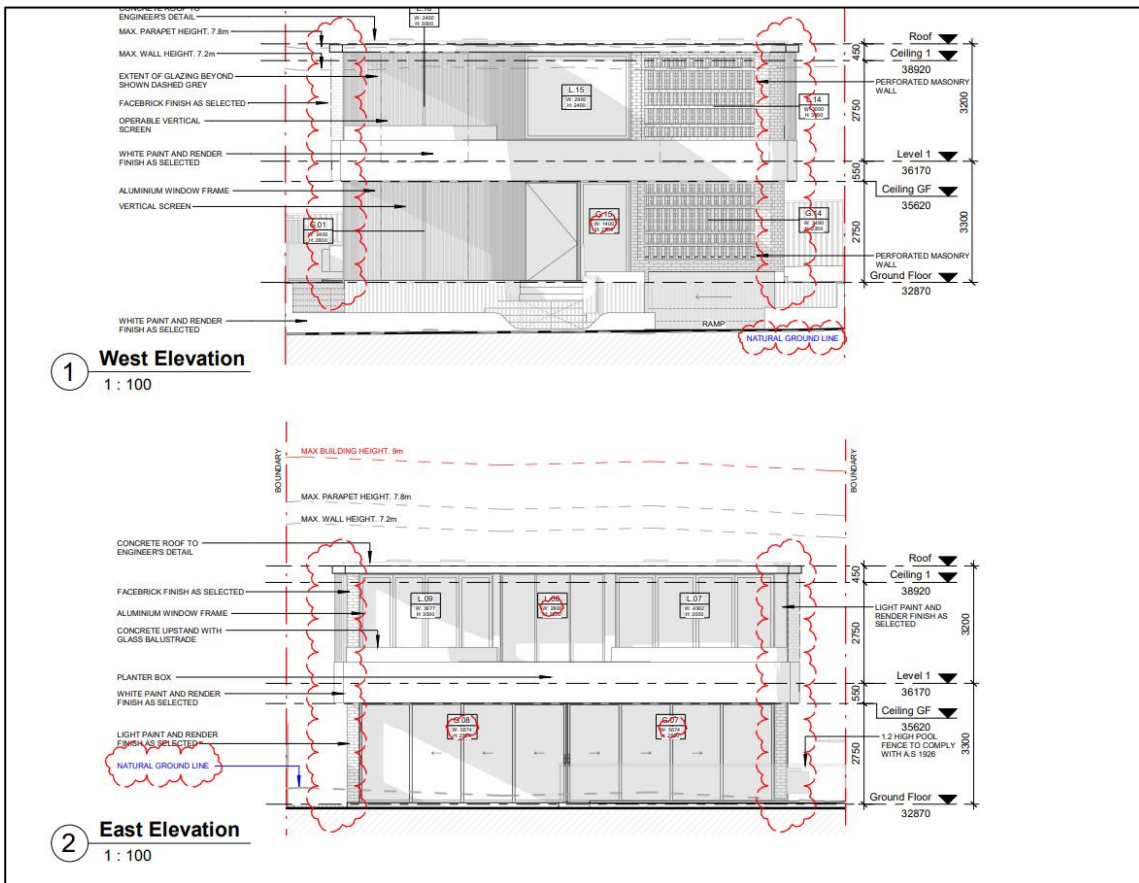 CONCRETE ROOF TO
ENGINEER'S DETAIL
MAX. PARAPET HEIGHT. 7.8m
MAX. WALL HEIGHT. 7.2m
EXTENT OF GLAZING BEYOND
SHOWN DASHED GREY
FACEBRICK FINISH AS SELECTED
OPERABLE VERTICAL
SCREEN
WHITE PAINT AND RENDER
FINISH AS SELECTED
ALUMINIUM WINDOW FRAME
VERTICAL SCREEN
G.01
W: 2400
H: 2800
WHITE PAINT AND RENDER
FINISH AS SELECTED
W: 2400
H: 3000
L.15
W: 2900
H: 2400
L.14
G.15
W: 1400
G.14
PERFORATED MASONRY
WALL
PERFORATED MASONRY
WALL
RAMP
NATURAL GROUND LINE
Roof
Ceiling 1
38920
Level 1
36170
Ceiling GF
35620
Ground Floor
32870
450
2750
550
2750
3200
3300
1
West Elevation
1 : 100
BOUNDARY
MAX BUILDING HEIGHT. 9m
MAX. PARAPET HEIGHT. 7.8m
MAX. WALL HEIGHT. 7.2m
BOUNDARY
CONCRETE ROOF TO
ENGINEER'S DETAIL
FACEBRICK FINISH AS SELECTED
ALUMINIUM WINDOW FRAME
CONCRETE UPSTAND WITH
GLASS BALUSTRADE
PLANTER BOX
WHITE PAINT AND RENDER
FINISH AS SELECTED
LIGHT PAINT AND RENDER
FINISH AS SELECTED
NATURAL GROUND LINE
L.09
W: 3677
H: 3000
L.08
L.07
W: 4362
H: 3000
G.08
W: 5674
G.07
W: 5674
LIGHT PAINT AND
RENDER FINISH AS
SELECTED
1.2 HIGH POOL
FENCE TO COMPLY
WITH A.S 1926
Roof
Ceiling 1
38920
Level 1
36170
Ceiling GF
35620
Ground Floor
32870
450
2750
550
2750
3200
3300
2
East Elevation
1 : 100